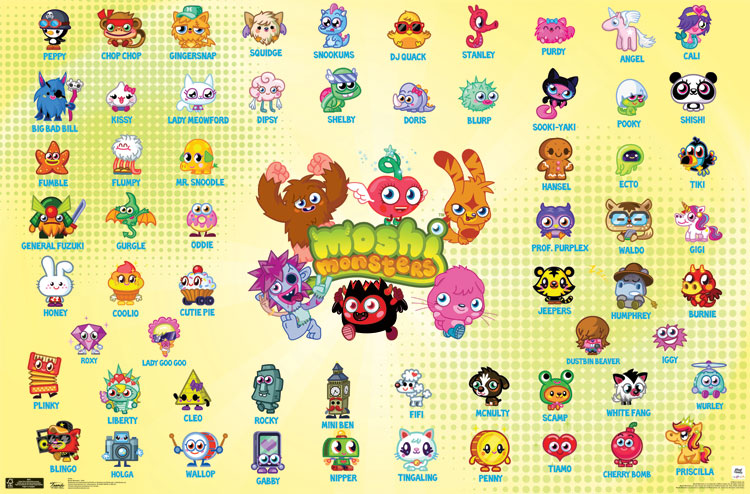 PEPPY
CHOP CHOP
GINGERSNAP
SQUIDGE
SNOOKUMS
DJ QUACK
STANLEY
PURDY
ANGEL
CALI
BIG BAD BILL
KISSY
LADY MEOWFORD
DIPSY
SHELBY
DORIS
BLURP
SOOKI-YAKI
POOKY
SHISHI
FUMBLE
FLUMPY
MR. SNOODLE
HANSEL
ECTO
TIKI
GENERAL FUZUKI
GURGLE
ODDIE
moshi
monsters
PROF. PURPLEX
WALDO
GIGI
HONEY
COOLIO
CUTIE PIE
JEEPERS
HUMPHREY
BURNIE
ROXY
LADY GOO GOO
DUSTBIN BEAVER
IGGY
PLINKY
LIBERTY
CLEO
ROCKY
MINI BEN
FIFI
MCNULTY
SCAMP
WHITE FANG
WURLEY
BLINGO
HOLGA
WALLOP
GABBY
NIPPER
TINGALING
PENNY
TIAMO
CHERRY BOMB
PRISCILLA